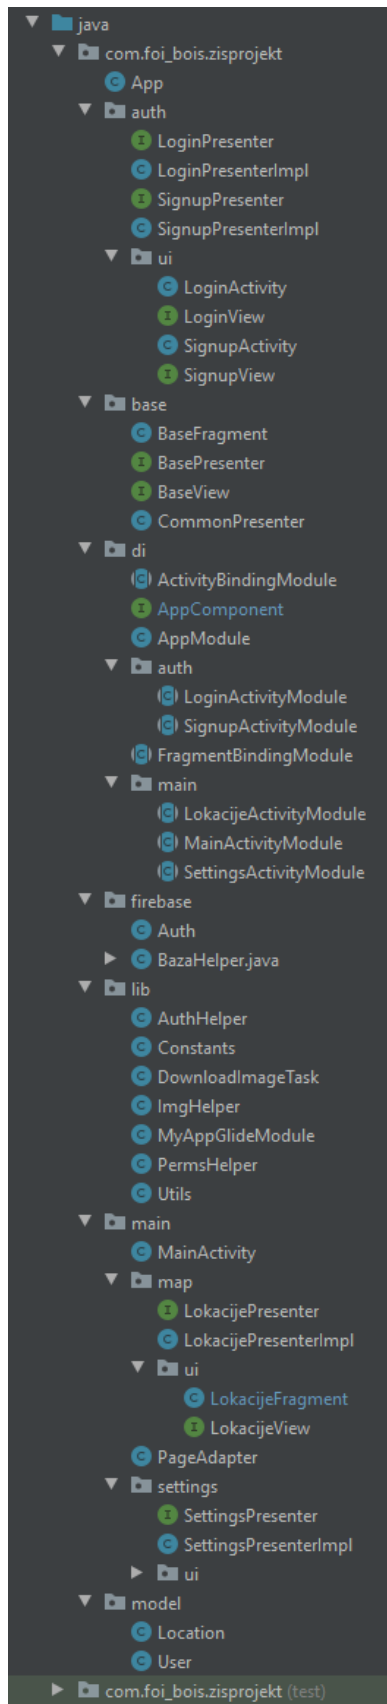 java
com.foi_bois.zisprojekt
App
auth
LoginPresenter
LoginPresenterImpl
SignupPresenter
SignupPresenterImpl
ui
LoginActivity
LoginView
SignupActivity
SignupView
base
BaseFragment
BasePresenter
BaseView
CommonPresenter
di
ActivityBindingModule
AppComponent
AppModule
auth
LoginActivityModule
SignupActivityModule
FragmentBindingModule
main
LokacijeActivityModule
MainActivityModule
SettingsActivityModule
firebase
Auth
BazaHelper.java
lib
AuthHelper
Constants
DownloadImageTask
ImgHelper
MyAppGlideModule
PermsHelper
Utils
main
MainActivity
map
LokacijePresenter
LokacijePresenterImpl
ui
LokacijeFragment
LokacijeView
PageAdapter
settings
SettingsPresenter
SettingsPresenterImpl
ui
model
Location
User
com.foi_bois.zisprojekt (test)